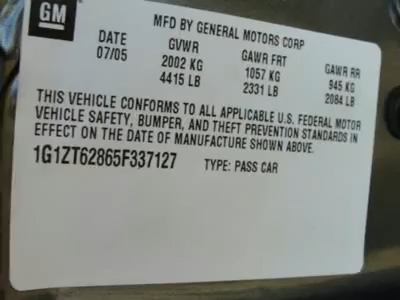 GM
MFD BY GENERAL MOTORS CORP
DATE GVWR GAWR FRT GAWR RR
07/05 2002 KG 1057 KG 945 KG
4415 LB 2331 LB 2084 LB
THIS VEHICLE CONFORMS TO ALL APPLICABLE U.S. FEDERAL MOTOR
VEHICLE SAFETY, BUMPER, AND THEFT PREVENTION STANDARDS IN
EFFECT ON THE DATE OF MANUFACTURE SHOWN ABOVE.
1G1ZT62865F337127 TYPE: PASS CAR